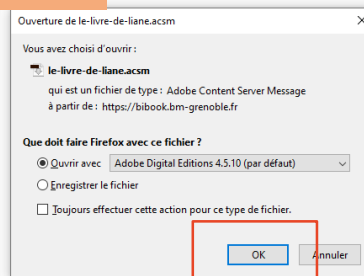 Ouverture de le-livre-de-liane.acsm
Vous avez choisi d'ouvrir :
le-livre-de-liane.acsm
qui est un fichier de type : Adobe Content Server Message
à partir de : https://bibook.bm-grenoble.fr
Que doit faire Firefox avec ce fichier ?
Ouvrir avec Adobe Digital Editions 4.5.10 (par défaut)
Enregistrer le fichier
Toujours effectuer cette action pour ce type de fichier.
OK Annuler